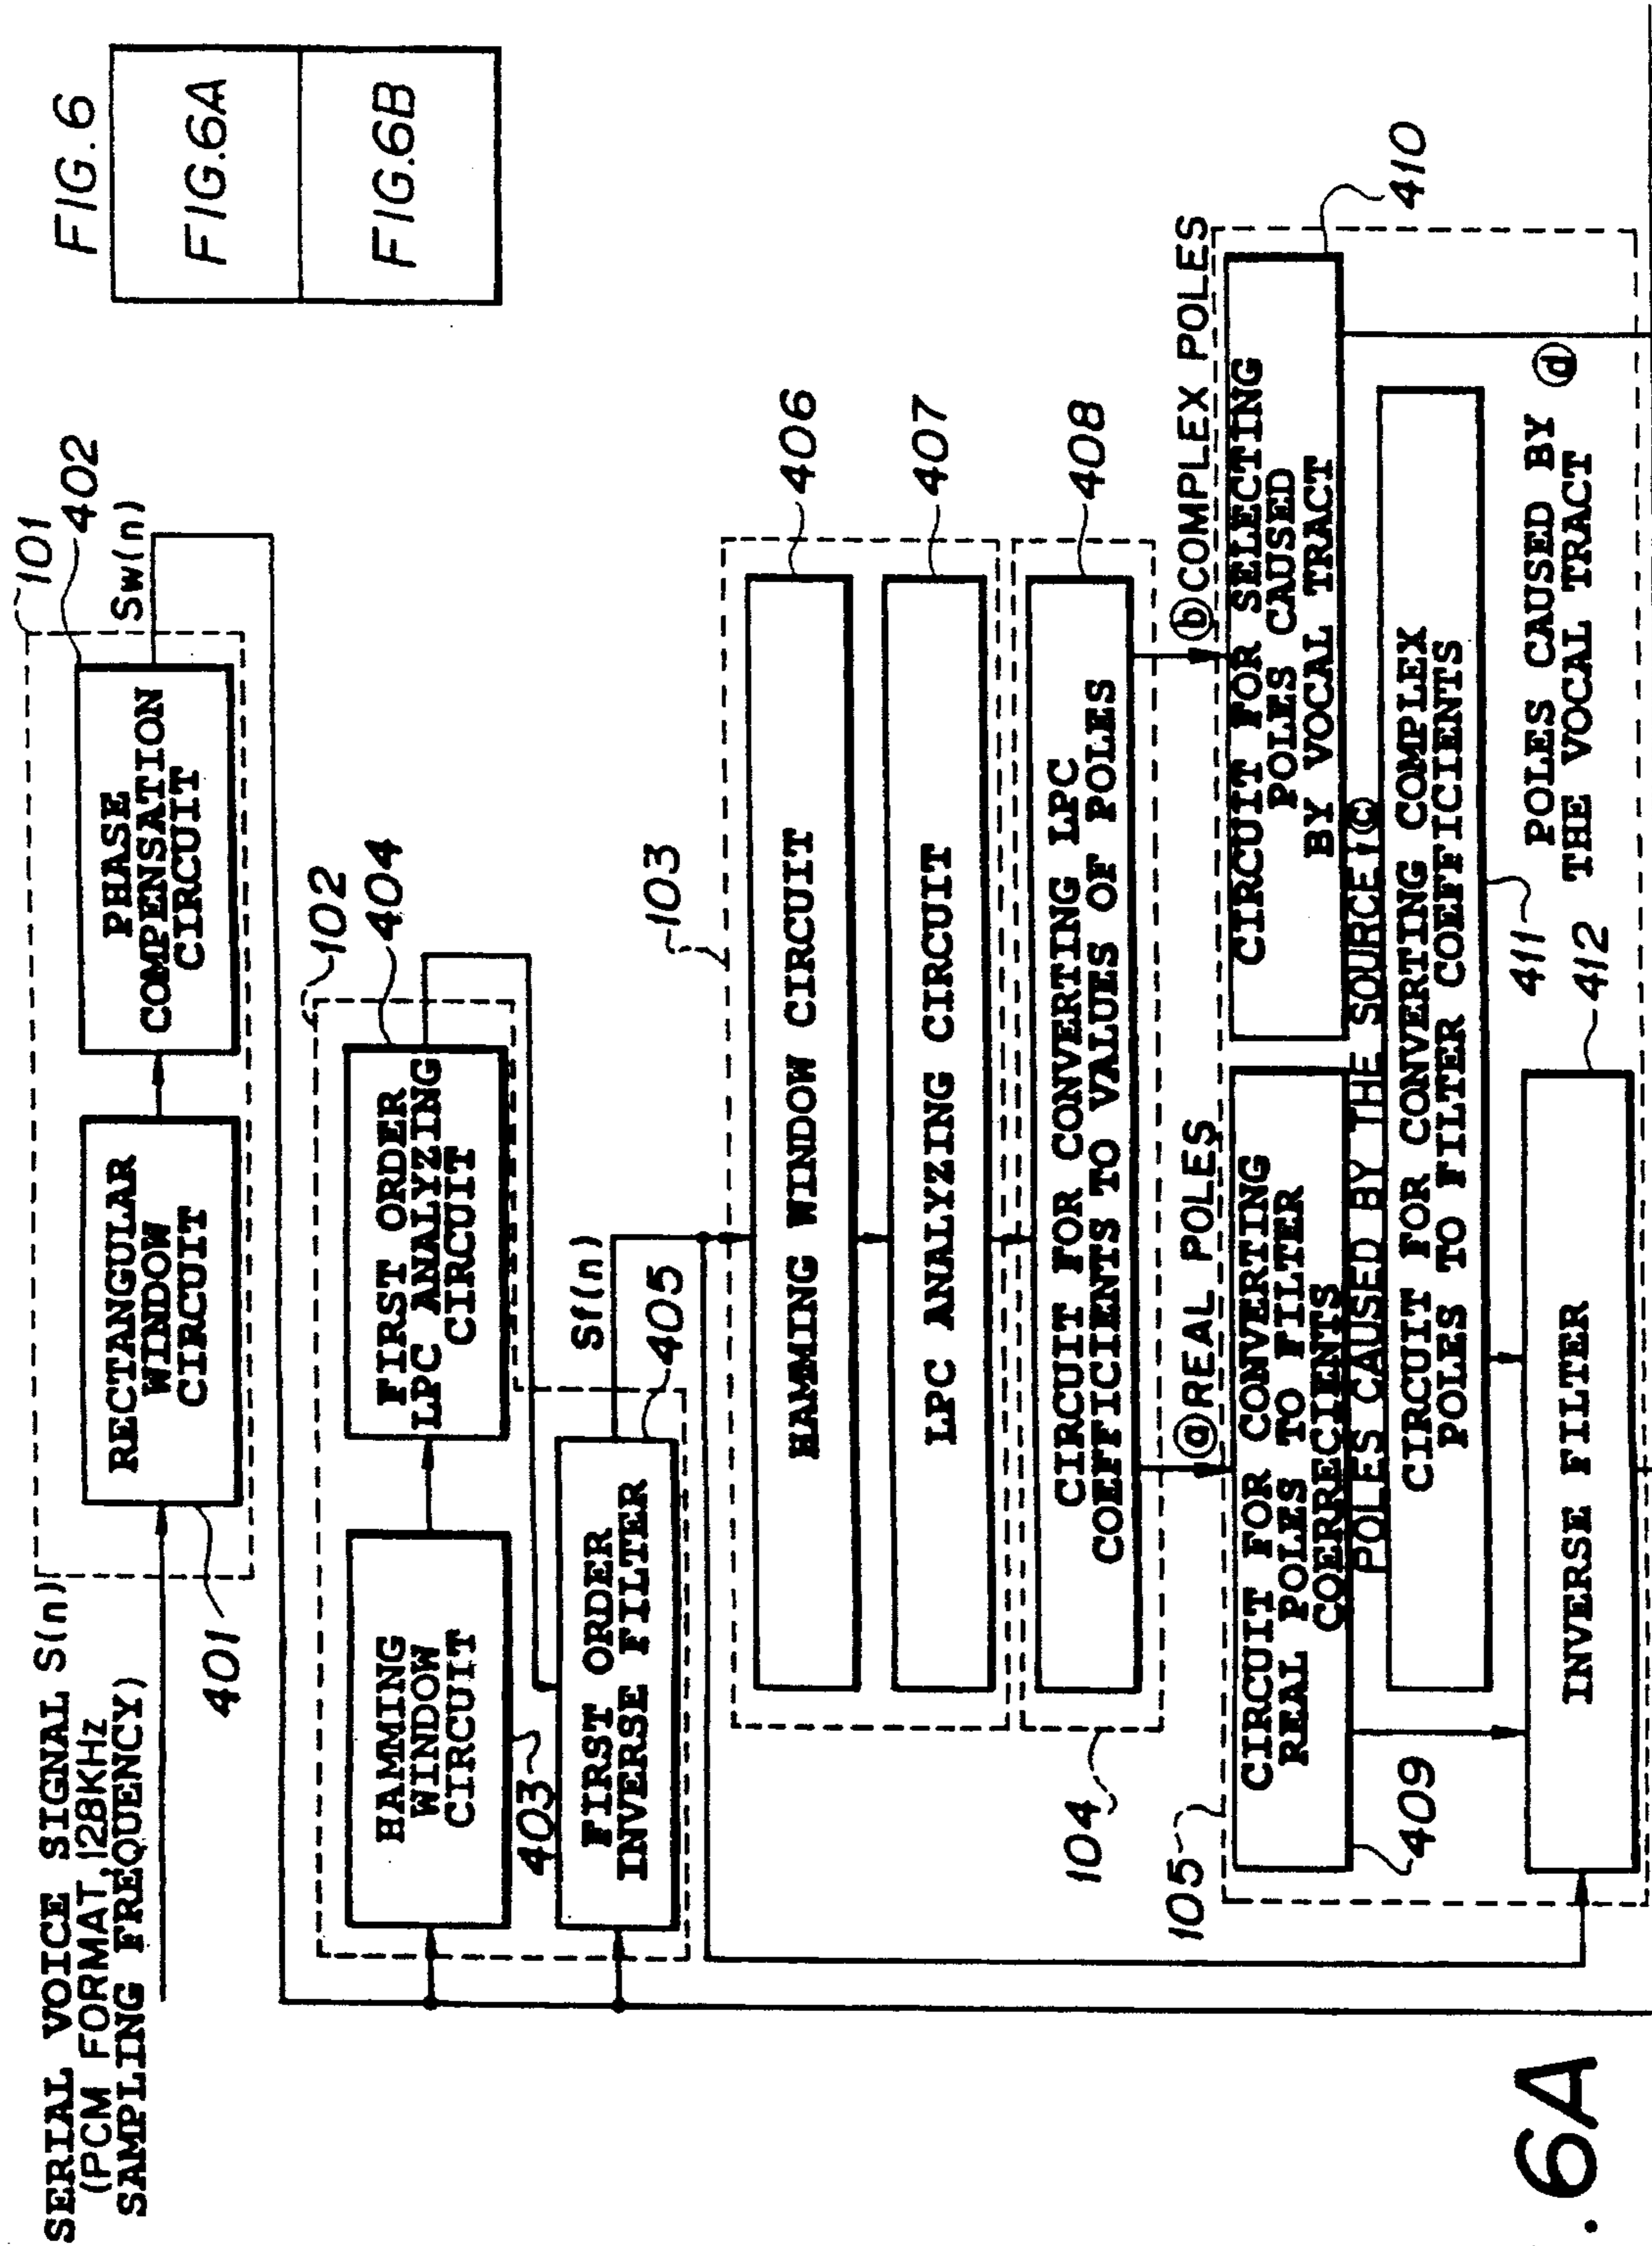 FIG.6
FIG.6A
FIG.6B
SERIAL VOICE SIGNAL S(n)
(PCM FORMAT, 128KHz
SAMPLING FREQUENCY)
101
402
401
RECTANGULAR
WINDOW
CIRCUIT
PHASE
COMPENSATION
CIRCUIT
Sw(n)
102
404
HAMMING
WINDOW
CIRCUIT
403
FIRST ORDER
LPC ANALYZING
CIRCUIT
FIRST ORDER
INVERSE FILTER
Sf(n)
405
103
HAMMING WINDOW CIRCUIT
406
LPC ANALYZING CIRCUIT
407
CIRCUIT FOR CONVERTING LPC
COEFFICIENTS TO VALUES OF POLES
408
104
ⓐ REAL POLES
ⓑ COMPLEX POLES
105
CIRCUIT FOR CONVERTING
REAL POLES TO FILTER
COERRECIENTS
409
CIRCUIT FOR SELECTING
POLES CAUSED
BY VOCAL TRACT
410
POLES CAUSED BY THE SOURCE ⓒ
CIRCUIT FOR CONVERTING COMPLEX
POLES TO FILTER COEFFICIENTS
411
POLES CAUSED BY ⓓ
THE VOCAL TRACT
INVERSE FILTER
412
. 6A